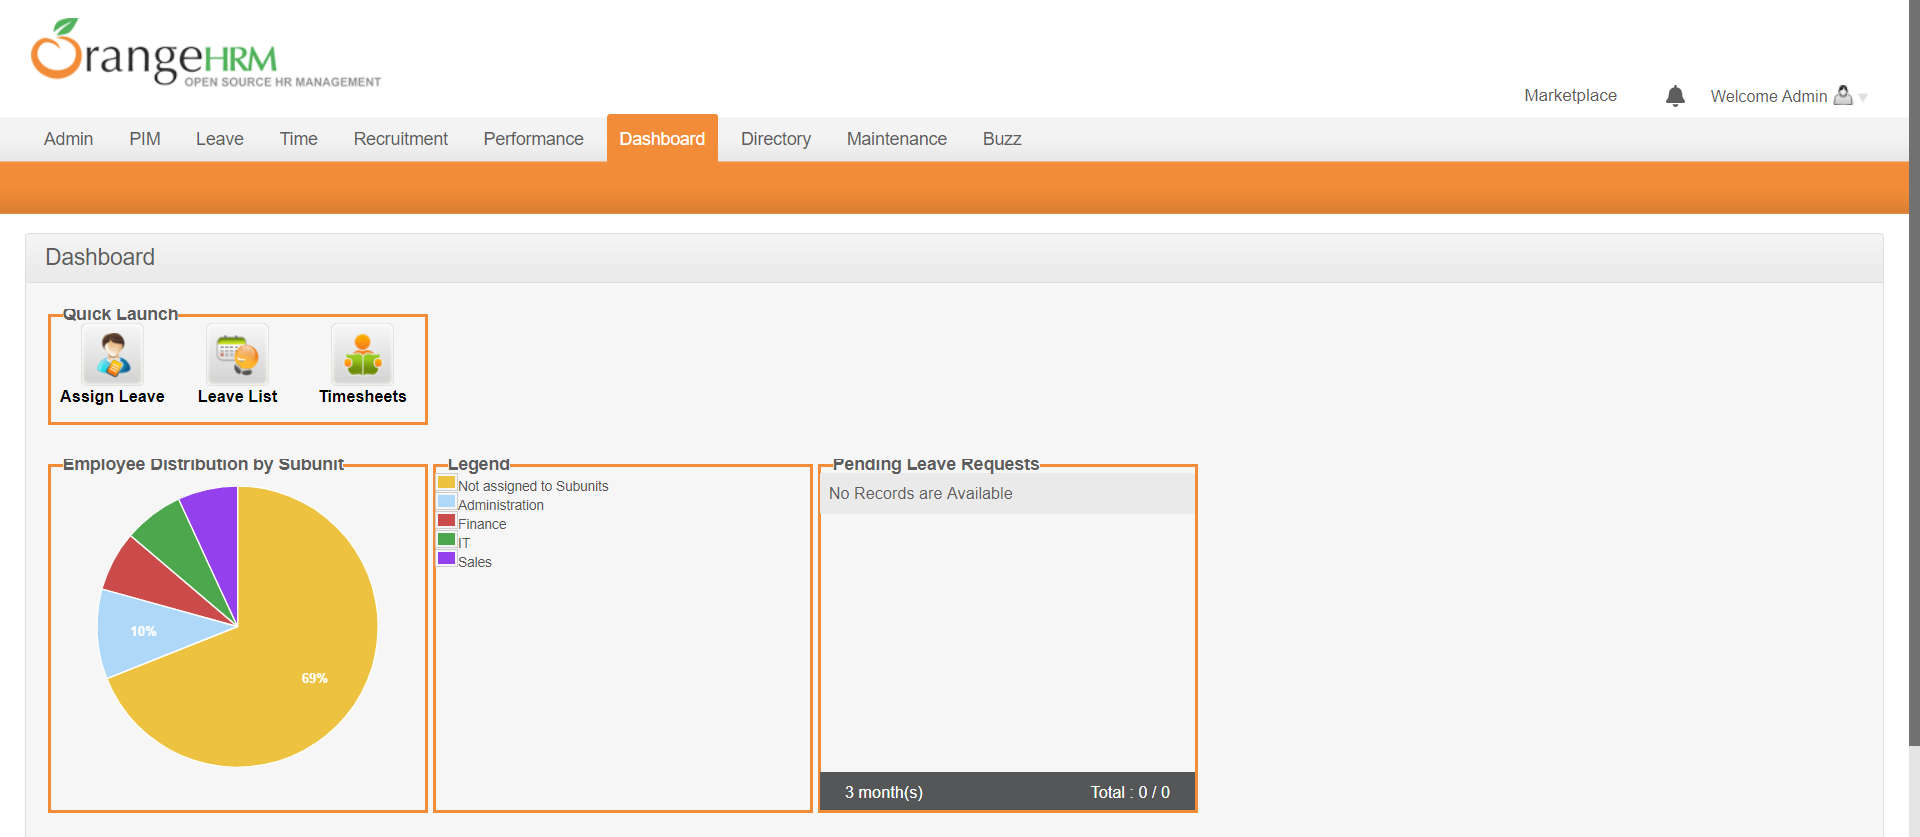 OrangeHRM
OPEN SOURCE HR MANAGEMENT
Marketplace
Welcome Admin
Admin PIM Leave Time Recruitment Performance Dashboard Directory Maintenance Buzz
Dashboard
Quick Launch
Assign Leave Leave List Timesheets
Employee Distribution by Subunit
10%
69%
Legend
Not assigned to Subunits
Administration
Finance
IT
Sales
Pending Leave Requests
No Records are Available
3 month(s) Total : 0 / 0